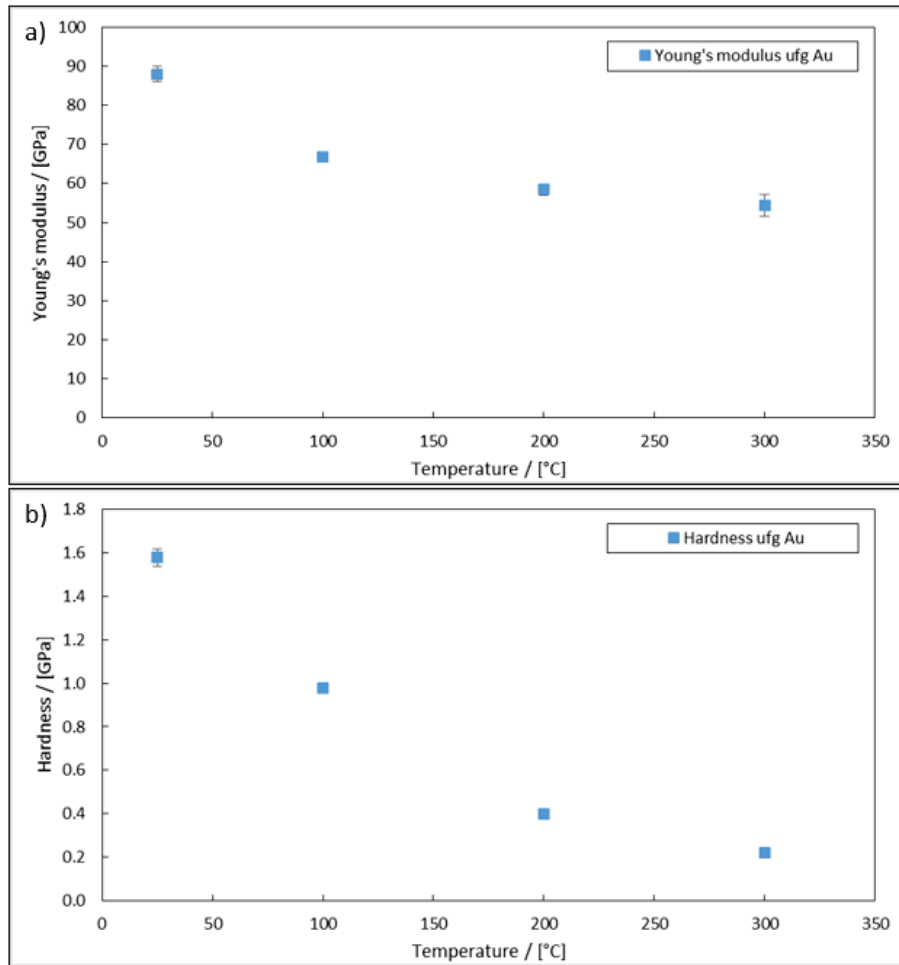 a)
Young's modulus ufg Au
100
90
80
70
60
50
40
30
20
10
0
Young's modulus / [GPa]
0 50 100 150 200 250 300 350
Temperature / [°C]
b)
Hardness ufg Au
1.8
1.6
1.4
1.2
1.0
0.8
0.6
0.4
0.2
0.0
Hardness / [GPa]
0 50 100 150 200 250 300 350
Temperature / [°C]